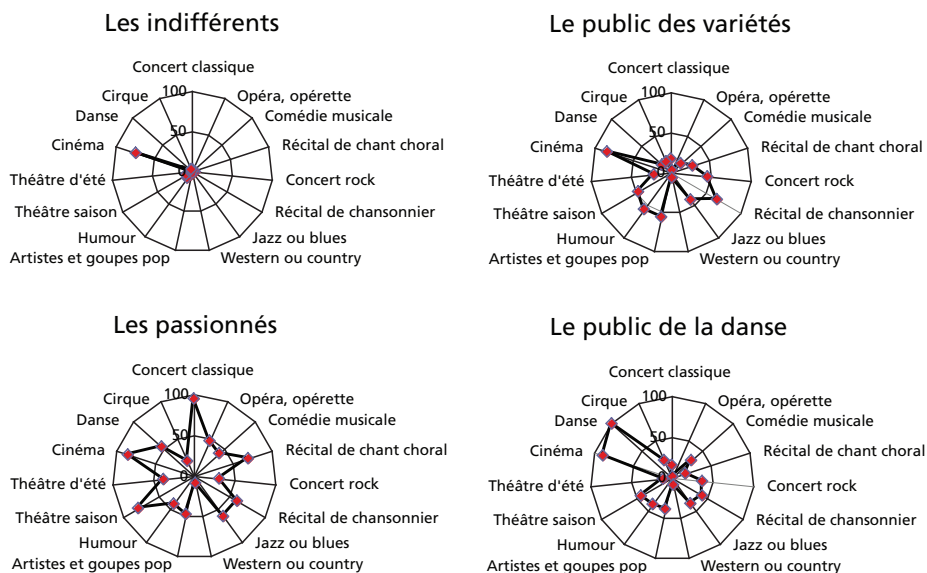 Les indifférents
Concert classique
100
50
0
Cirque
Opéra, opérette
Danse
Comédie musicale
Cinéma
Récital de chant choral
Théâtre d'été
Concert rock
Théâtre saison
Récital de chansonnier
Humour
Jazz ou blues
Artistes et goupes pop
Western ou country
Le public des variétés
Concert classique
100
50
0
Cirque
Opéra, opérette
Danse
Comédie musicale
Cinéma
Récital de chant choral
Théâtre d'été
Concert rock
Théâtre saison
Récital de chansonnier
Humour
Jazz ou blues
Artistes et goupes pop
Western ou country
Les passionnés
Concert classique
100
50
0
Cirque
Opéra, opérette
Danse
Comédie musicale
Cinéma
Récital de chant choral
Théâtre d'été
Concert rock
Théâtre saison
Récital de chansonnier
Humour
Jazz ou blues
Artistes et goupes pop
Western ou country
Le public de la danse
Concert classique
100
50
0
Cirque
Opéra, opérette
Danse
Comédie musicale
Cinéma
Récital de chant choral
Théâtre d'été
Concert rock
Théâtre saison
Récital de chansonnier
Humour
Jazz ou blues
Artistes et goupes pop
Western ou country